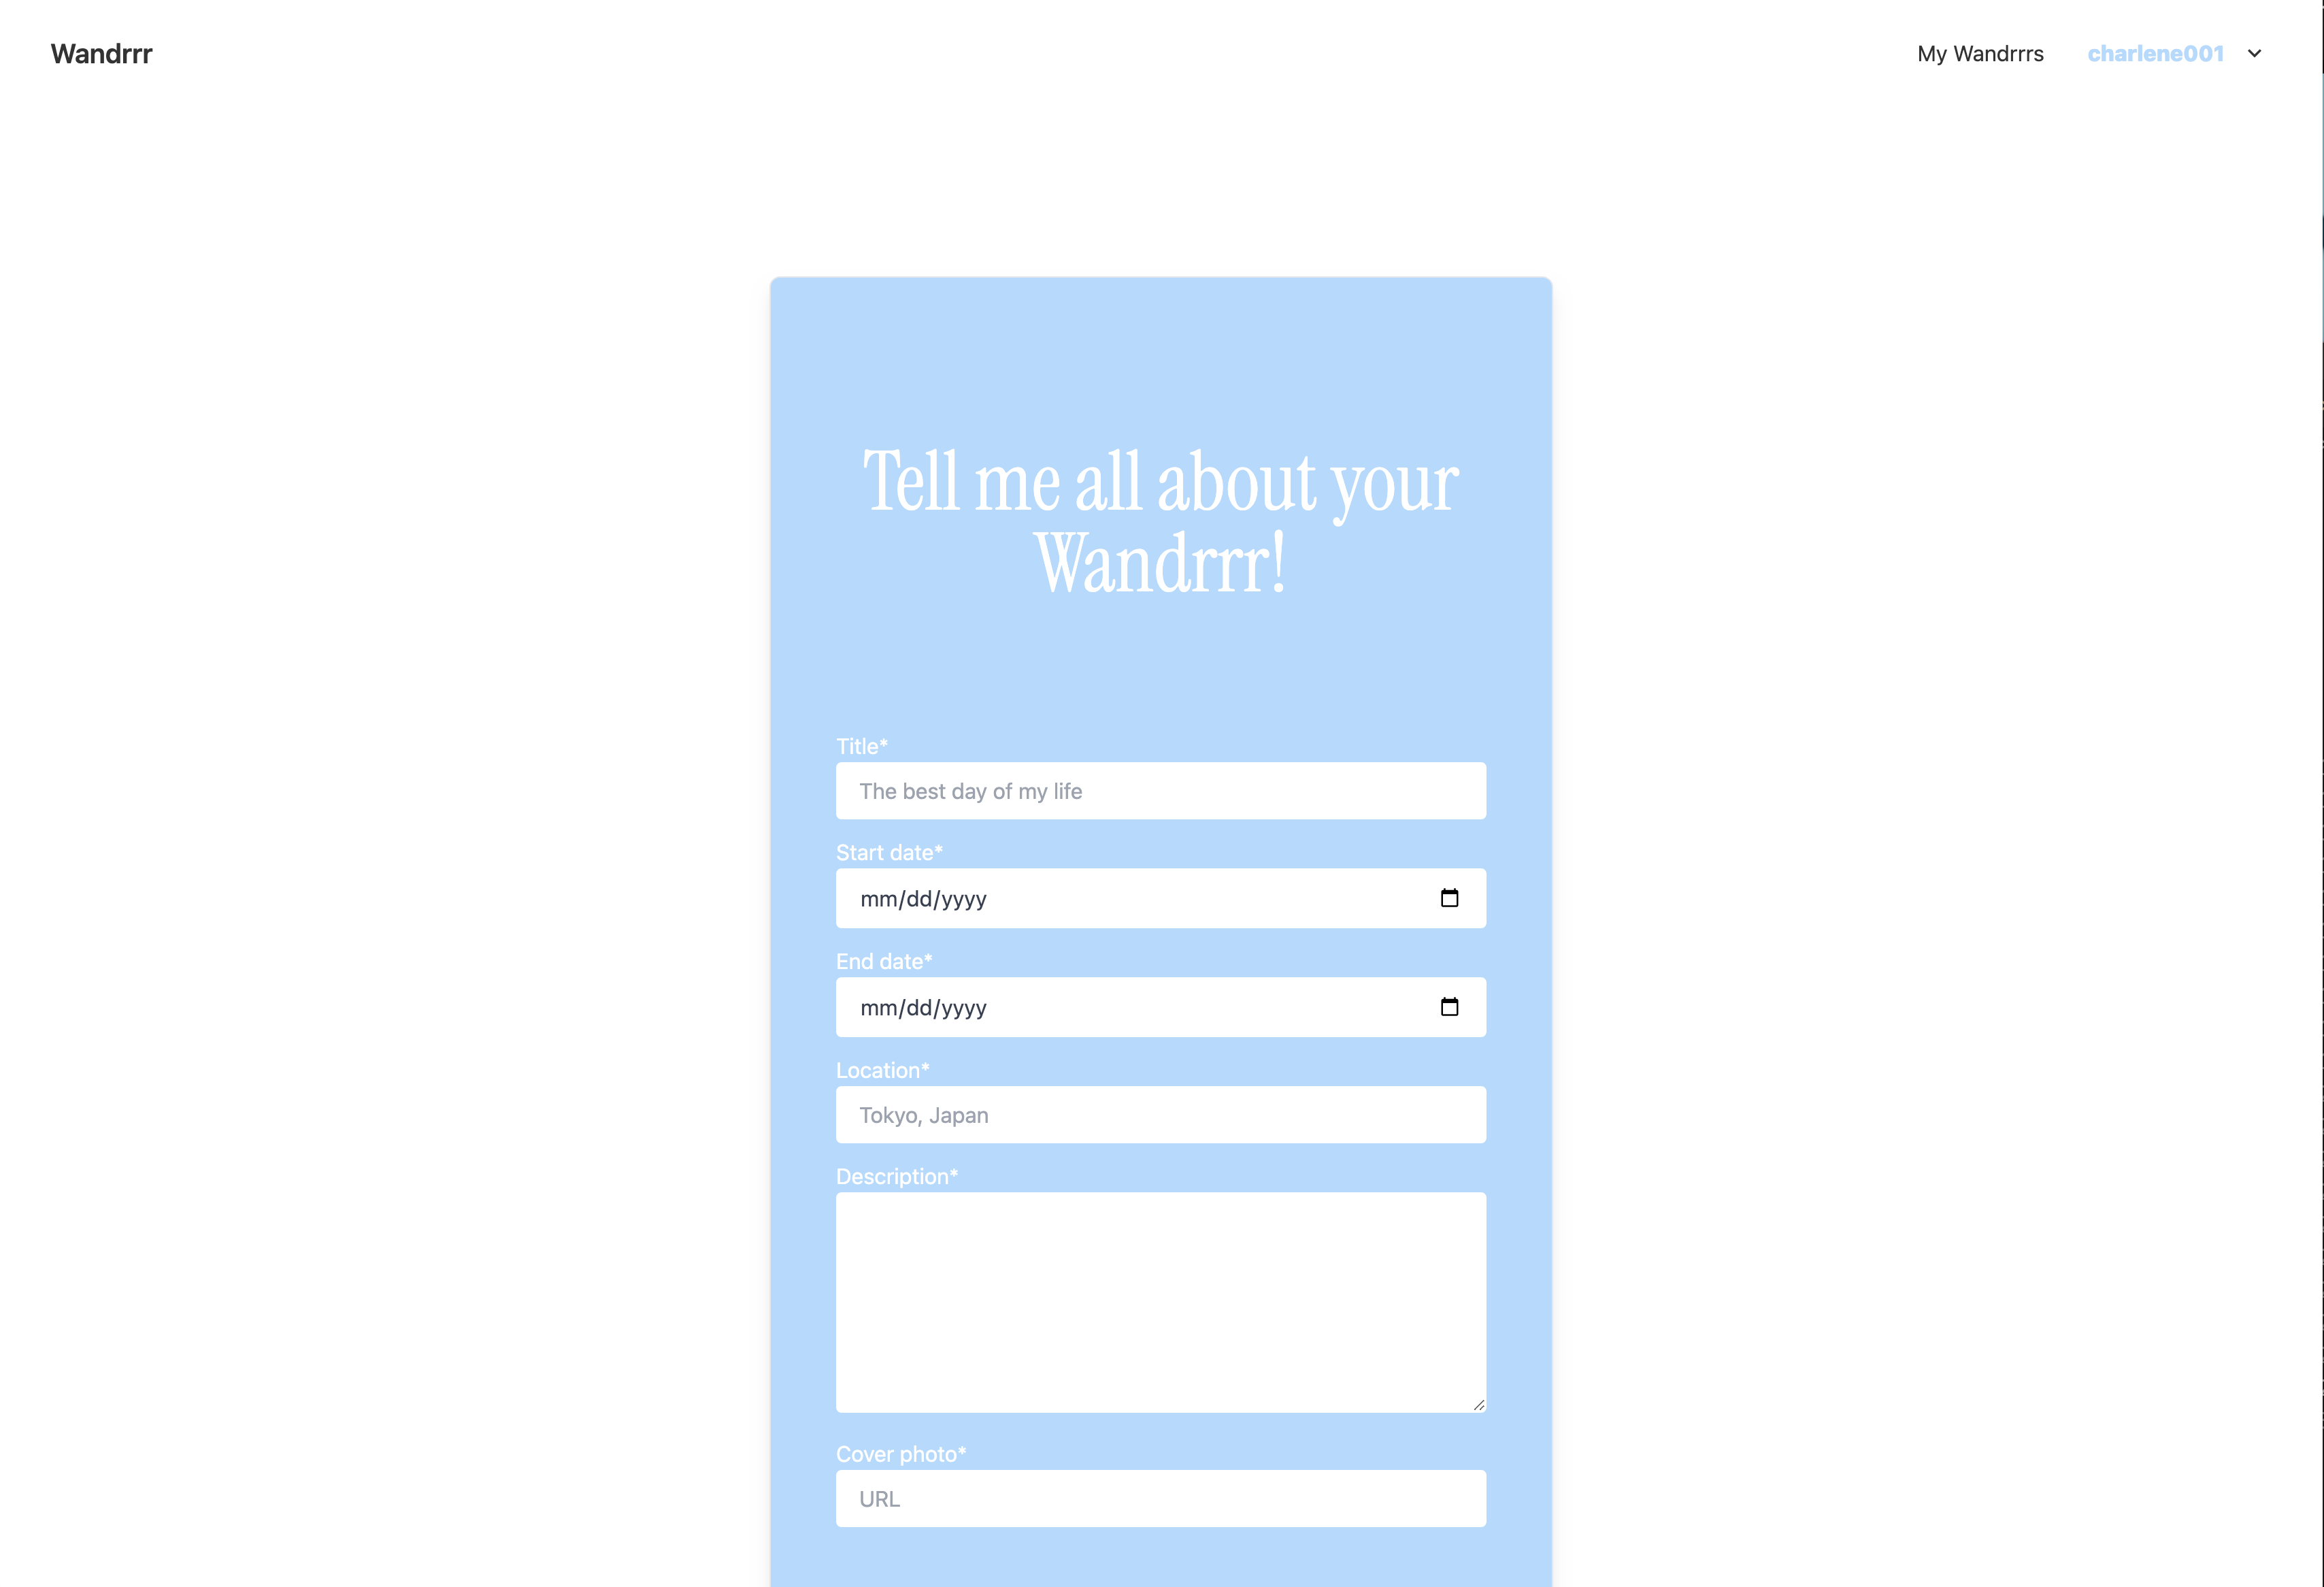 Wandrrr
My Wandrrrs
charlene001
Tell me all about your
Wandrrr!
Title*
The best day of my life
Start date*
mm/dd/yyyy
End date*
mm/dd/yyyy
Location*
Tokyo, Japan
Description*
Cover photo*
URL